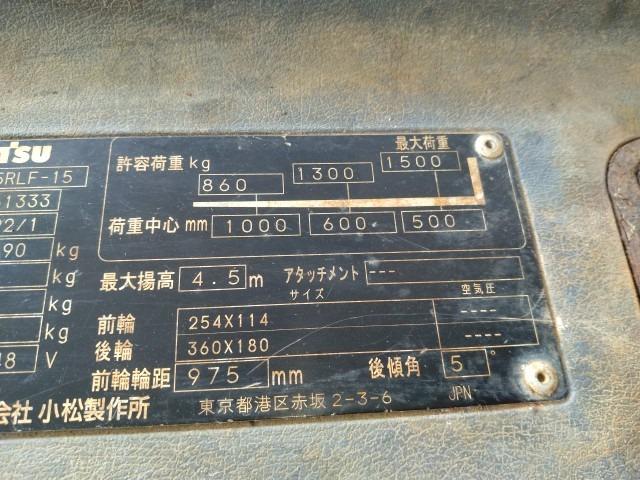 TSU
5RLF-15
1333
02/1
90 kg
kg
kg
kg
48 V
会社 小松製作所
最大荷重
許容荷重 kg 860 1300 1500
荷重中心 mm 1000 600 500
最大揚高 4.5 m アタッチメント ---
サイズ 空気圧
前輪 254X114 ----
後輪 360X180 ----
前輪輪距 975 mm 後傾角 5°
東京都港区赤坂 2-3-6 JPN